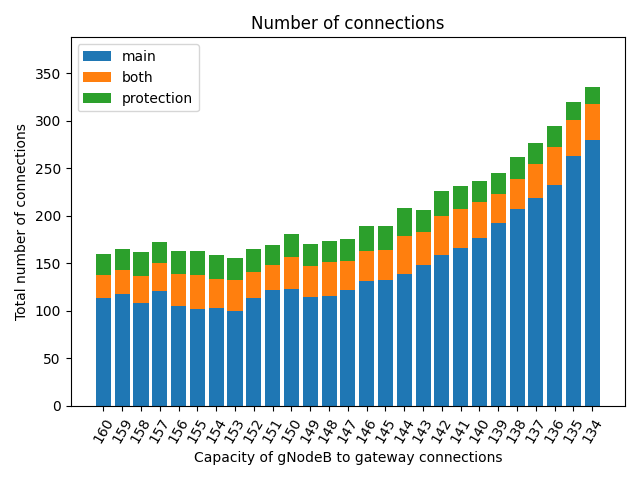 Number of connections
main
both
protection
Total number of connections
350
300
250
200
150
100
50
0
160 159 158 157 156 155 154 153 152 151 150 149 148 147 146 145 144 143 142 141 140 139 138 137 136 135 134
Capacity of gNodeB to gateway connections